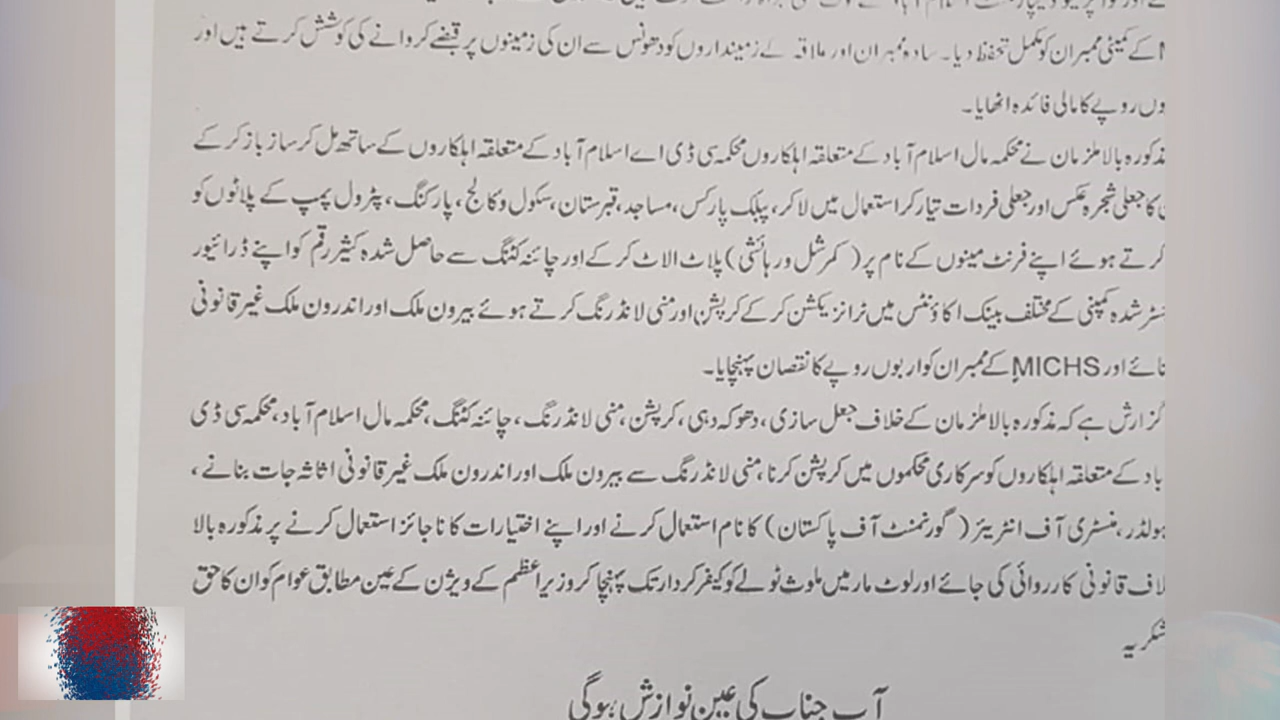 کے کمیٹی ممبران کو مکمل تحفظ دیا۔ سادہ ممبران اور علاقہ کے زمینداروں کو دھونس سے ان کی زمینوں پر قبضے کروانے کی کوشش کرتے ہیں اور
روپے کا مالی فائدہ اٹھایا۔
مذکورہ بالا ملزمان نے محکمہ مال اسلام آباد کے متعلقہ اہلکاروں محکمہ سی ڈی اے اسلام آباد کے متعلقہ اہلکاروں کے ساتھ مل کر ساز باز کر کے
کا جعلی شجرہ عکس اور جعلی فردات تیار کر استعمال میں لا کر، پبلک پارکس، مساجد، قبرستان، سکول و کالج، پارکنگ، پٹرول پمپ کے پلاٹوں کو
کرتے ہوئے اپنے فرنٹ مینوں کے نام پر ( کمرشل ورہائشی ) پلاٹ الاٹ کر کے اور چائنہ کٹنگ سے حاصل شدہ کثیر رقم کو اپنے ڈرائیور
شدہ کمپنی کے مختلف بینک اکاؤنٹس میں ٹرانزیکشن کر کے کرپشن اور منی لانڈرنگ کرتے ہوئے بیرون ملک اور اندرون ملک غیر قانونی
اور MICHS کے ممبران کو اربوں روپے کا نقصان پہنچایا۔
گزارش ہے کہ مذکورہ بالا ملزمان کے خلاف جعل سازی، دھوکہ دہی، کرپشن، منی لانڈرنگ، چائنہ کٹنگ، محکمہ مال اسلام آباد، محکمہ سی ڈی
کے متعلقہ اہلکاروں کو سرکاری محکموں میں کرپشن کرنا، منی لانڈرنگ سے بیرون ملک اور اندرون ملک غیر قانونی اثاثہ جات بنانے،
ہولڈر، منسٹری آف انٹریئر ( گورنمنٹ آف پاکستان ) کا نام استعمال کرنے اور اپنے اختیارات کا ناجائز استعمال کرنے پر مذکورہ بالا
قانونی کارروائی کی جائے اور لوٹ مار میں ملوث ٹولے کو کیفر کردار تک پہنچا کر وزیر اعظم کے ویژن کے عین مطابق عوام کو ان کا حق
شکریہ
آپ جناب کی عین نوازش ہوگی